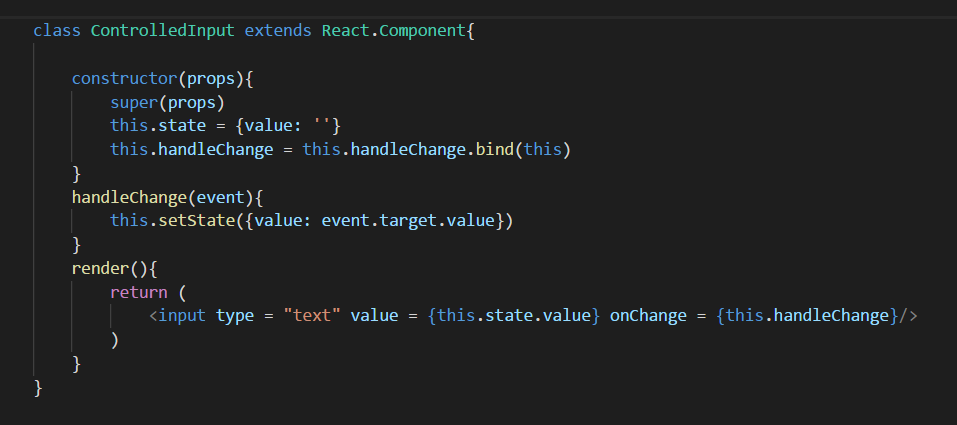 class ControlledInput extends React.Component{
constructor(props){
super(props)
this.state = {value: ''}
this.handleChange = this.handleChange.bind(this)
}
handleChange(event){
this.setState({value: event.target.value})
}
render(){
return (
<input type = "text" value = {this.state.value} onChange = {this.handleChange}/>
)
}
}